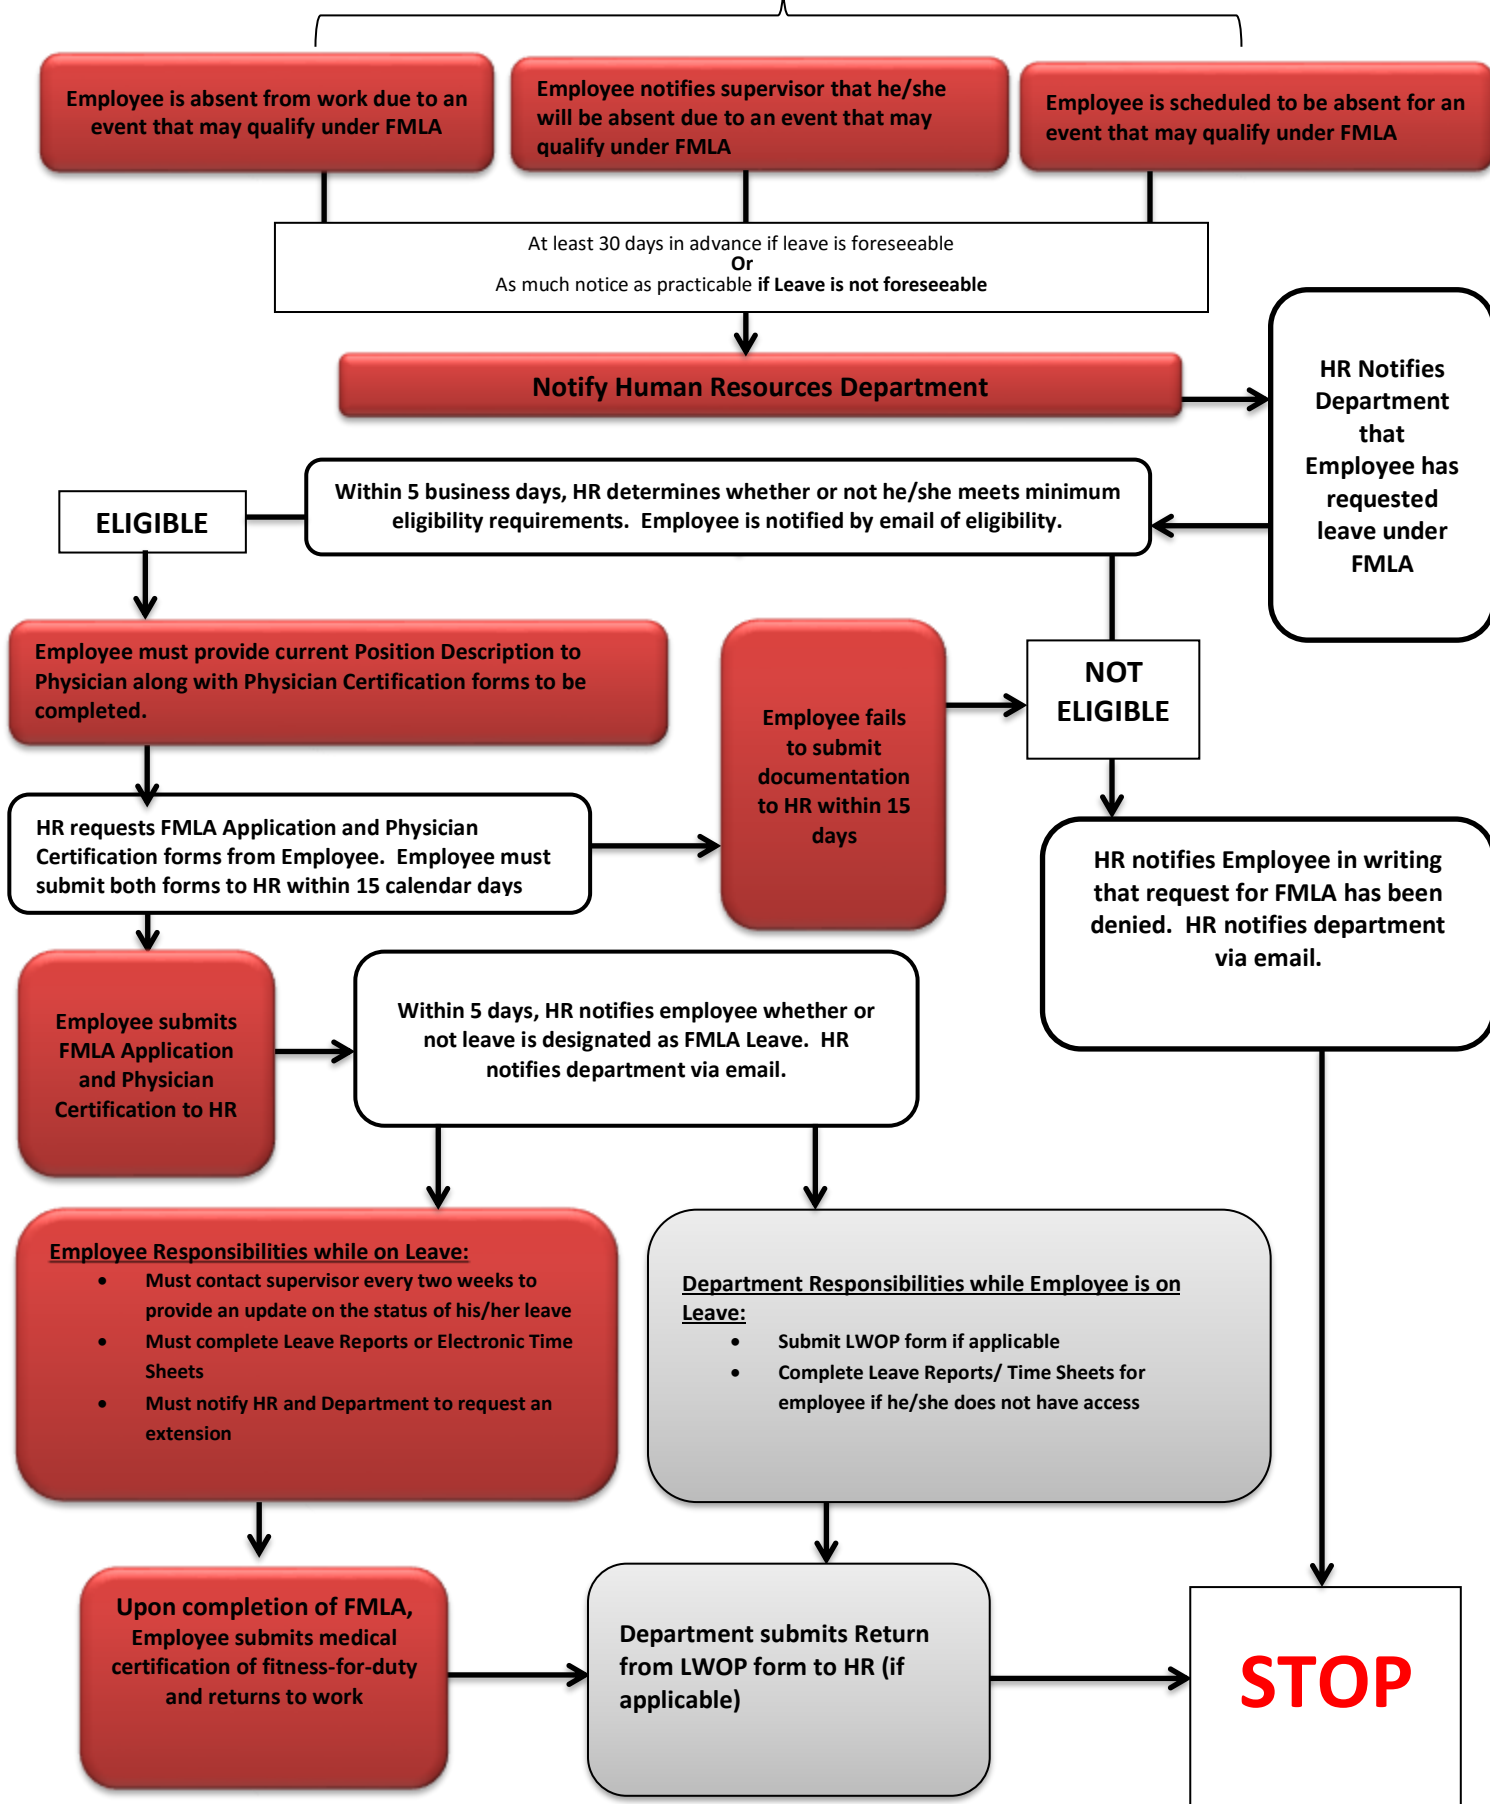 Employee is absent from work due to an
event that may qualify under FMLA
Employee notifies supervisor that he/she
will be absent due to an event that may
qualify under FMLA
Employee is scheduled to be absent for an
event that may qualify under FMLA
At least 30 days in advance if leave is foreseeable
Or
As much notice as practicable if Leave is not foreseeable
Notify Human Resources Department
HR Notifies
Department
that
Employee has
requested
leave under
FMLA
Within 5 business days, HR determines whether or not he/she meets minimum
eligibility requirements.  Employee is notified by email of eligibility.
ELIGIBLE
Employee must provide current Position Description to
Physician along with Physician Certification forms to be
completed.
Employee fails
to submit
documentation
to HR within 15
days
NOT
ELIGIBLE
HR requests FMLA Application and Physician
Certification forms from Employee.  Employee must
submit both forms to HR within 15 calendar days
HR notifies Employee in writing
that request for FMLA has been
denied.  HR notifies department
via email.
Employee submits
FMLA Application
and Physician
Certification to HR
Within 5 days, HR notifies employee whether or
not leave is designated as FMLA Leave.  HR
notifies department via email.
Employee Responsibilities while on Leave:
• Must contact supervisor every two weeks to
provide an update on the status of his/her leave
• Must complete Leave Reports or Electronic Time
Sheets
• Must notify HR and Department to request an
extension
Department Responsibilities while Employee is on
Leave:
• Submit LWOP form if applicable
• Complete Leave Reports/ Time Sheets for
employee if he/she does not have access
Upon completion of FMLA,
Employee submits medical
certification of fitness-for-duty
and returns to work
Department submits Return
from LWOP form to HR (if
applicable)
STOP